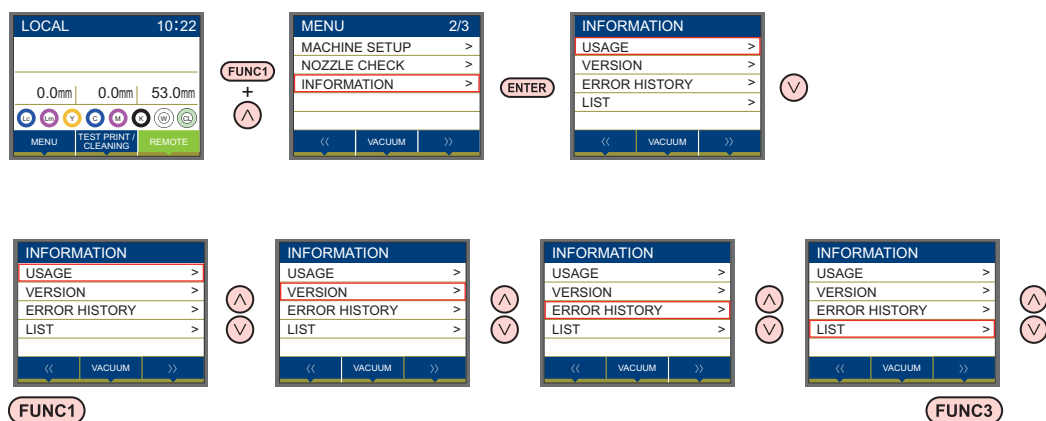 LOCAL 10:22
0.0mm 0.0mm 53.0mm
Lc Lm Y C M K W CL
MENU TEST PRINT / CLEANING REMOTE
FUNC1
+
MENU 2/3
MACHINE SETUP >
NOZZLE CHECK >
INFORMATION >
<< VACUUM >>
ENTER
INFORMATION
USAGE >
VERSION >
ERROR HISTORY >
LIST >
<< VACUUM >>
INFORMATION
USAGE >
VERSION >
ERROR HISTORY >
LIST >
<< VACUUM >>
FUNC1
INFORMATION
USAGE >
VERSION >
ERROR HISTORY >
LIST >
<< VACUUM >>
INFORMATION
USAGE >
VERSION >
ERROR HISTORY >
LIST >
<< VACUUM >>
INFORMATION
USAGE >
VERSION >
ERROR HISTORY >
LIST >
<< VACUUM >>
FUNC3